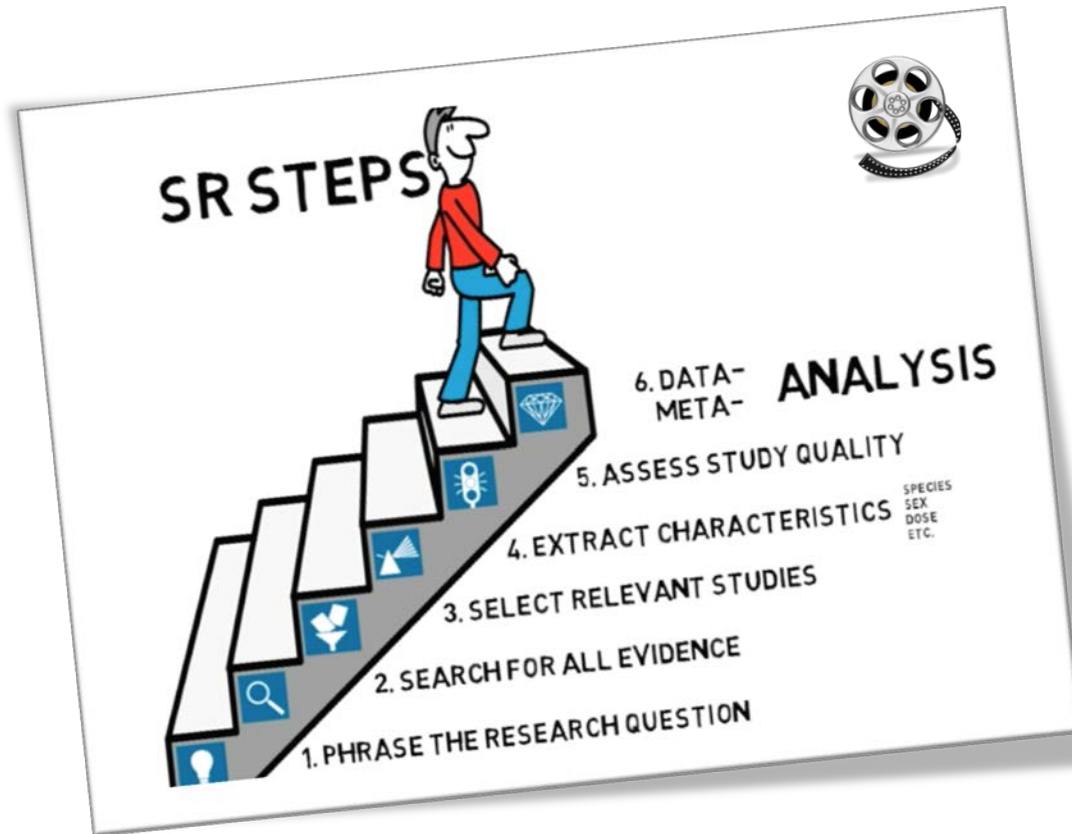 SR STEPS
6. DATA-
META-
ANALYSIS
5. ASSESS STUDY QUALITY
4. EXTRACT CHARACTERISTICS
SPECIES
SEX
DOSE
ETC.
3. SELECT RELEVANT STUDIES
2. SEARCH FOR ALL EVIDENCE
1. PHRASE THE RESEARCH QUESTION